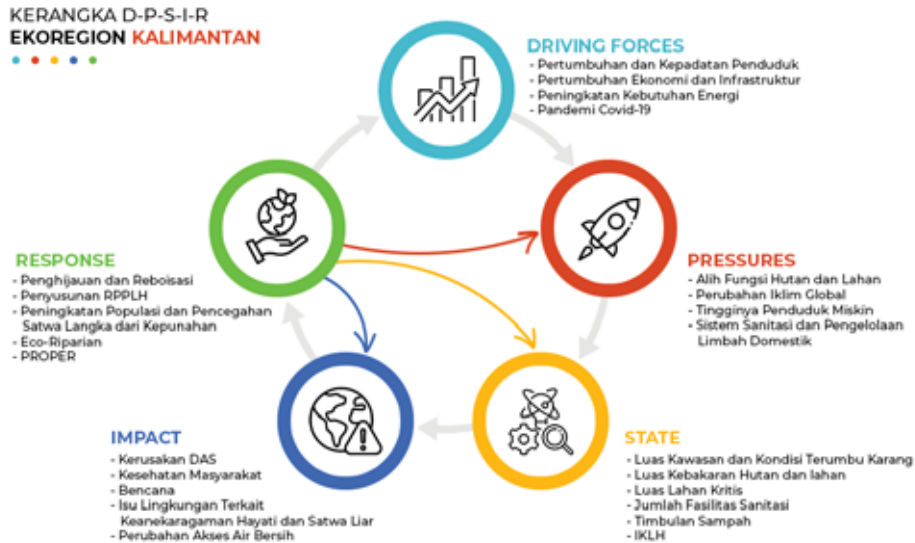 KERANGKA D-P-S-I-R
EKOREGION KALIMANTAN
DRIVING FORCES
- Pertumbuhan dan Kepadatan Penduduk
- Pertumbuhan Ekonomi dan Infrastruktur
- Peningkatan Kebutuhan Energi
- Pandemi Covid-19
PRESSURES
- Alih Fungsi Hutan dan Lahan
- Perubahan Iklim Global
- Tingginya Penduduk Miskin
- Sistem Sanitasi dan Pengelolaan
Limbah Domestik
RESPONSE
- Penghijauan dan Reboisasi
- Penyusunan RPPLH
- Peningkatan Populasi dan Pencegahan
Satwa Langka dari Kepunahan
- Eco-Riparian
- PROPER
IMPACT
- Kerusakan DAS
- Kesehatan Masyarakat
- Bencana
- Isu Lingkungan Terkait
Keanekaragaman Hayati dan Satwa Liar
- Perubahan Akses Air Bersih
STATE
- Luas Kawasan dan Kondisi Terumbu Karang
- Luas Kebakaran Hutan dan lahan
- Luas Lahan Kritis
- Jumlah Fasilitas Sanitasi
- Timbulan Sampah
- IKLH